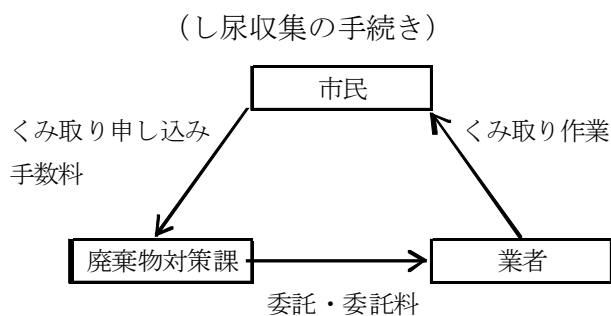 （し尿収集の手続き）
市民
くみ取り申し込み
手数料
くみ取り作業
廃棄物対策課
業者
委託・委託料